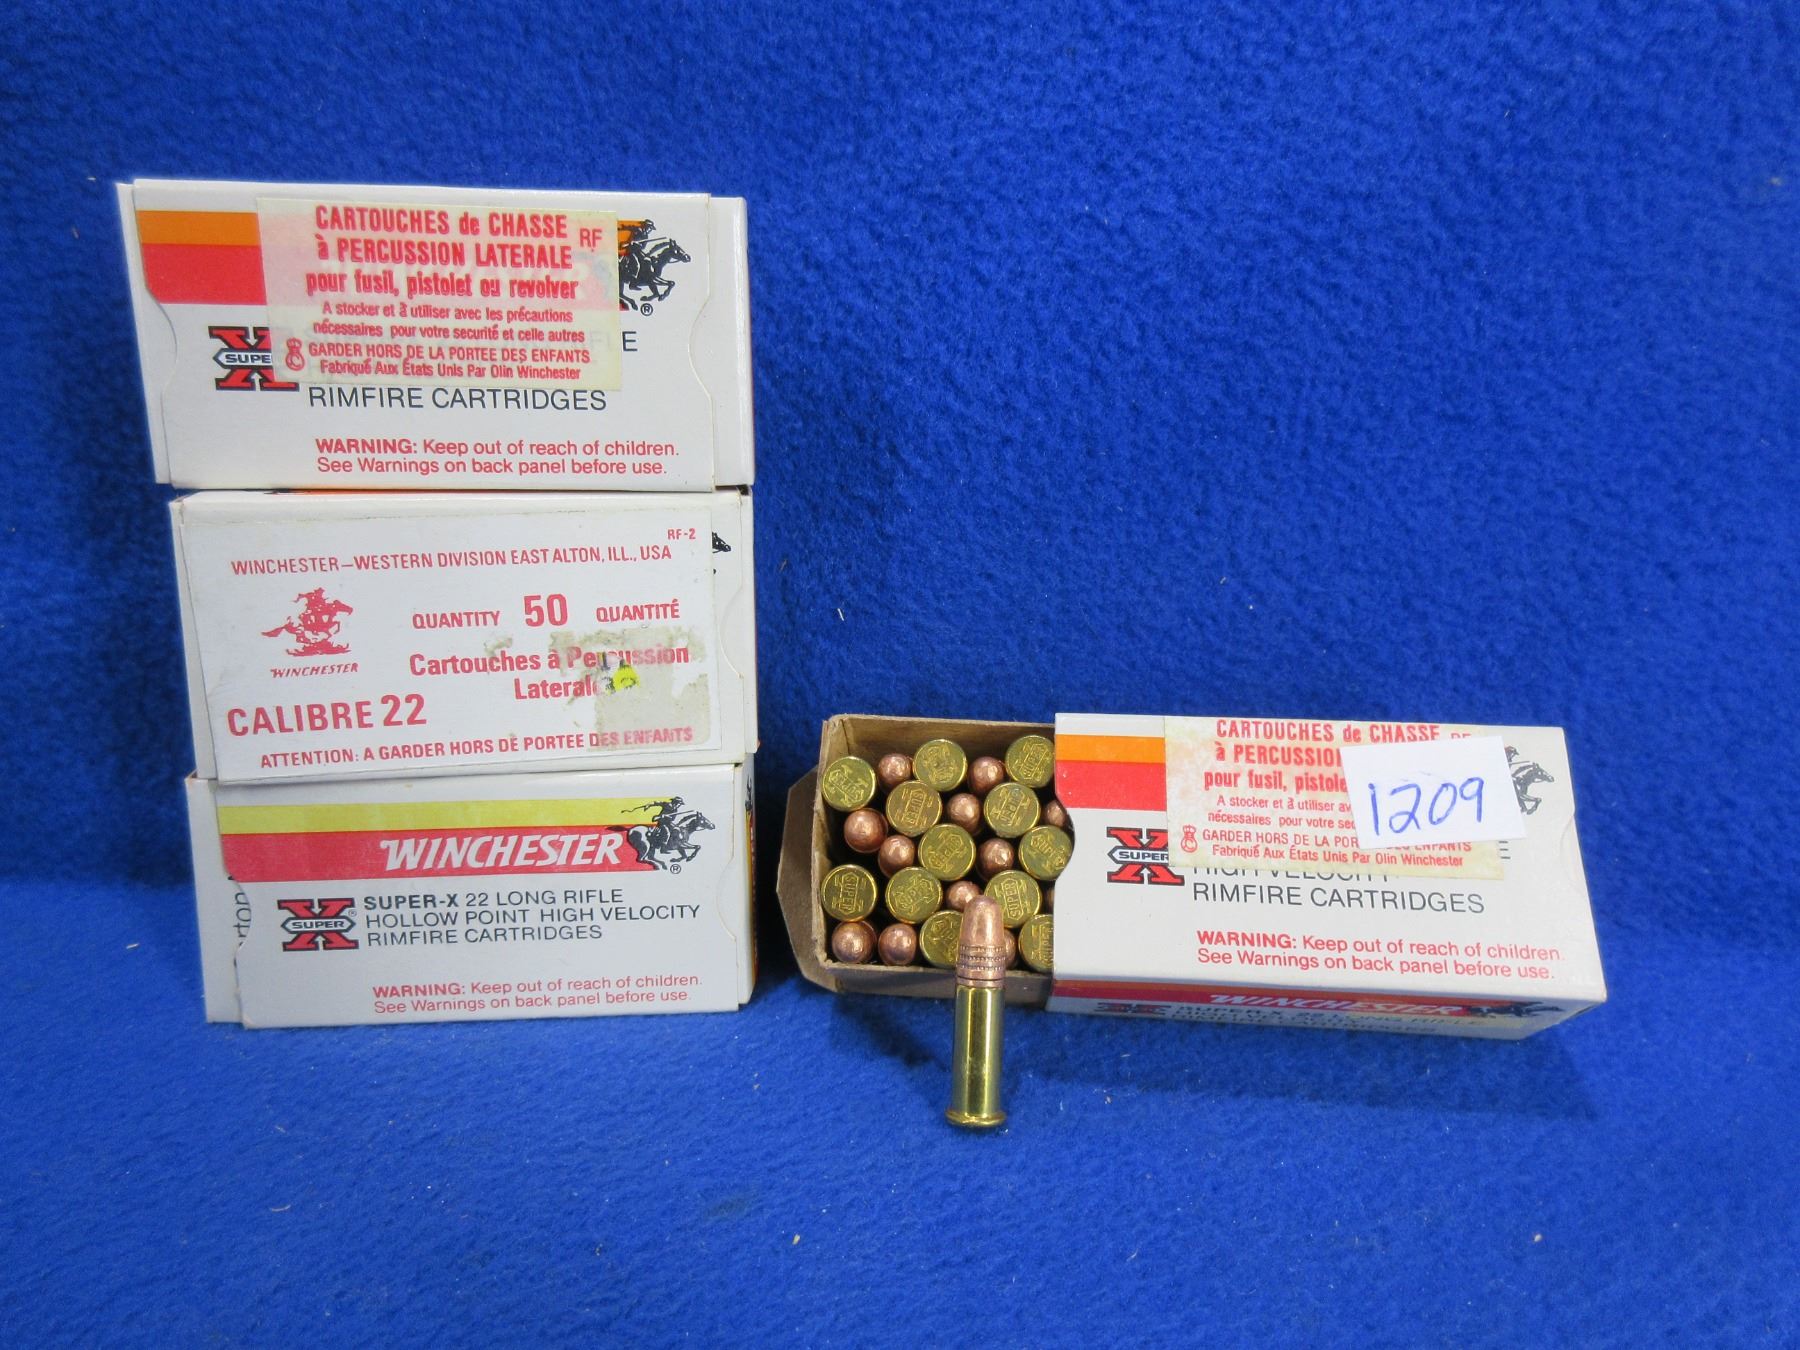 CARTOUCHES de CHASSE
à PERCUSSION LATERALE RF
pour fusil, pistolet ou revolver
A stocker et à utiliser avec les précautions
nécessaires pour votre securité et celle autres
GARDER HORS DE LA PORTEE DES ENFANTS
Fabriqué Aux États Unis Par Olin Winchester
X
SUPER
RIMFIRE CARTRIDGES
WARNING: Keep out of reach of children.
See Warnings on back panel before use.
RF-2
WINCHESTER-WESTERN DIVISION EAST ALTON, ILL., USA
QUANTITY 50 QUANTITÉ
WINCHESTER
Cartouches à Percussion
Laterale
CALIBRE 22
ATTENTION: A GARDER HORS DE PORTEE DES ENFANTS
WINCHESTER
X
SUPER
SUPER-X 22 LONG RIFLE
HOLLOW POINT HIGH VELOCITY
RIMFIRE CARTRIDGES
WARNING: Keep out of reach of children.
See Warnings on back panel before use.
CARTOUCHES de CHASSE
à PERCUSSION
pour fusil,
A stocker et à utiliser
nécessaires pour votre
GARDER HORS DE LA ENFANTS
Fabriqué Aux États Unis Par Olin Winchester
1209
X
SUPER
HIGH VELOCITY
RIMFIRE CARTRIDGES
WARNING: Keep out of reach of children.
See Warnings on back panel before use.
WINCHESTER
SUPER